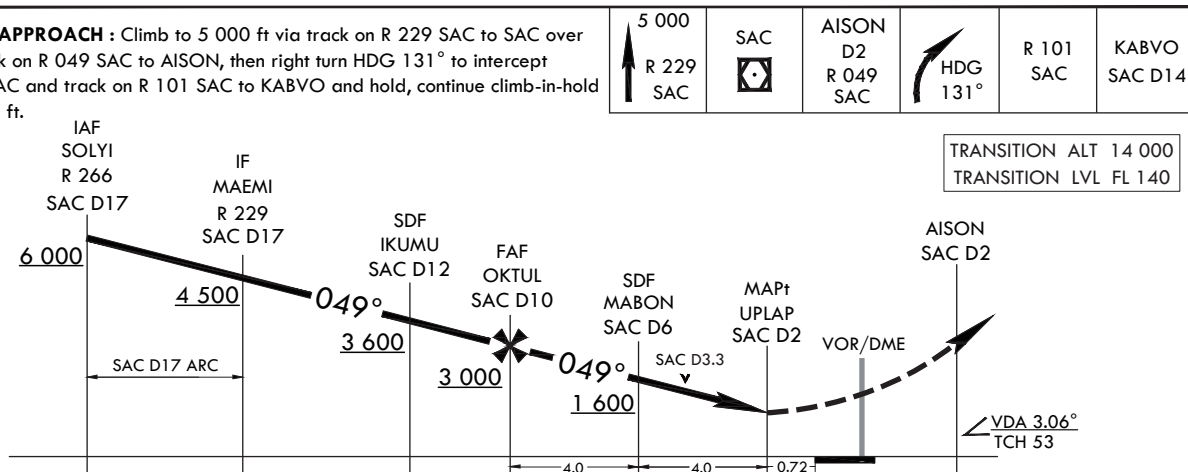 APPROACH : Climb to 5 000 ft via track on R 229 SAC to SAC over
k on R 049 SAC to AISON, then right turn HDG 131° to intercept
AC and track on R 101 SAC to KABVO and hold, continue climb-in-hold
ft.
5 000
R 229
SAC
SAC
AISON
D2
R 049
SAC
HDG
131°
R 101
SAC
KABVO
SAC D14
TRANSITION ALT 14 000
TRANSITION LVL FL 140
IAF
SOLYI
R 266
SAC D17
6 000
IF
MAEMI
R 229
SAC D17
4 500
SAC D17 ARC
049°
SDF
IKUMU
SAC D12
3 600
FAF
OKTUL
SAC D10
3 000
049°
SDF
MABON
SAC D6
1 600
SAC D3.3
MAPt
UPLAP
SAC D2
VOR/DME
AISON
SAC D2
VDA 3.06°
TCH 53
4.0
4.0
0.72